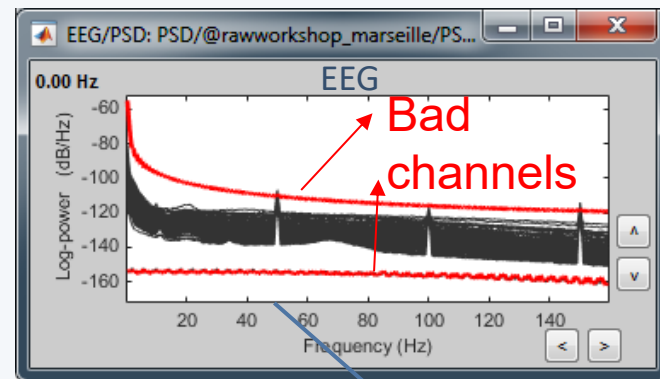 EEG/PSD: PSD/@rawworkshop_marseille/PS...
0.00 Hz
EEG
Bad
channels
Log-power (dB/Hz)
-60
-80
-100
-120
-140
-160
20 40 60 80 100 120 140
Frequency (Hz)